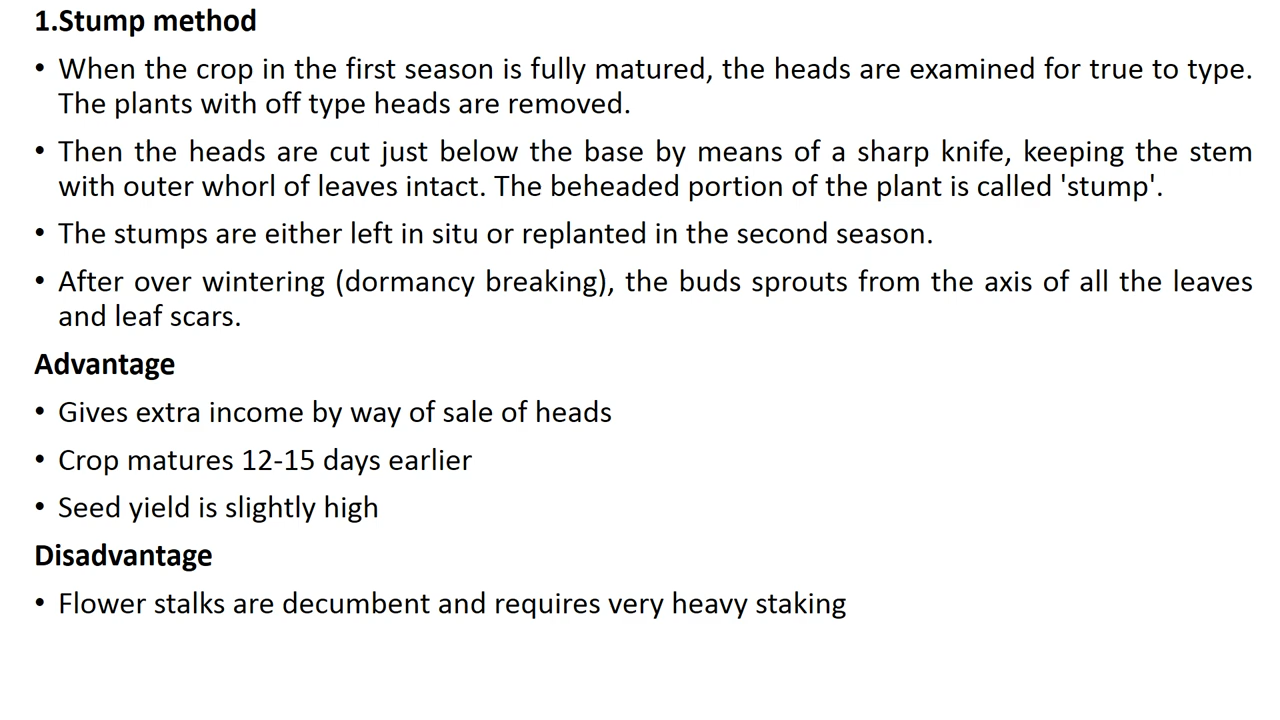 1.Stump method
• When the crop in the first season is fully matured, the heads are examined for true to type.
The plants with off type heads are removed.
• Then the heads are cut just below the base by means of a sharp knife, keeping the stem
with outer whorl of leaves intact. The beheaded portion of the plant is called 'stump'.
• The stumps are either left in situ or replanted in the second season.
• After over wintering (dormancy breaking), the buds sprouts from the axis of all the leaves
and leaf scars.
Advantage
• Gives extra income by way of sale of heads
• Crop matures 12-15 days earlier
• Seed yield is slightly high
Disadvantage
• Flower stalks are decumbent and requires very heavy staking